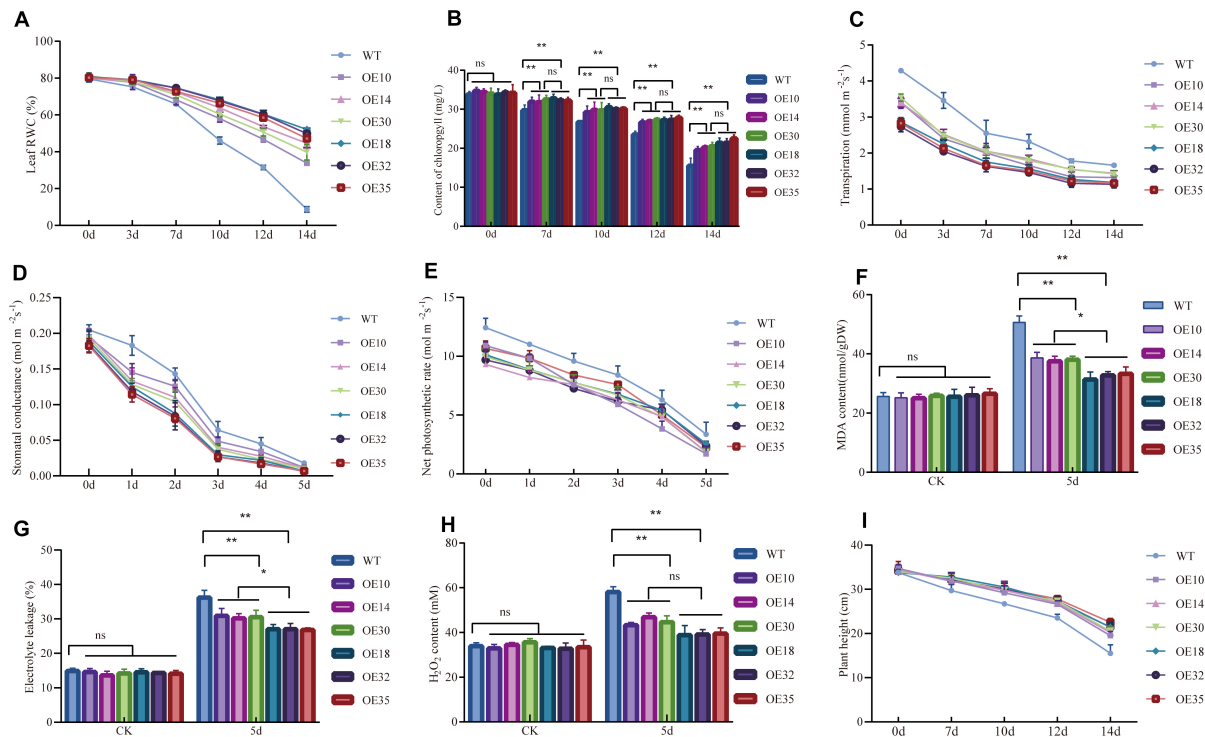 A
Leaf RWC (%)
100
80
60
40
20
0
0d 3d 7d 10d 12d 14d
WT
OE10
OE14
OE30
OE18
OE32
OE35
B
Content of chlorogyll (mg/L)
40
30
20
10
0
ns
** ** ns
** ** ns
** ** ns
** ** ns
0d 7d 10d 12d 14d
WT
OE10
OE14
OE30
OE18
OE32
OE35
C
Transpiration (mmol m⁻²s⁻¹)
5
4
3
2
1
0
0d 3d 7d 10d 12d 14d
WT
OE10
OE14
OE30
OE18
OE32
OE35
D
Stomatal conductance (mol m ⁻²s⁻¹)
0.25
0.20
0.15
0.10
0.05
0.00
0d 1d 2d 3d 4d 5d
WT
OE10
OE14
OE30
OE18
OE32
OE35
E
Net photosynthetic rate (mol m ⁻²s⁻¹)
15
10
5
0
0d 1d 2d 3d 4d 5d
WT
OE10
OE14
OE30
OE18
OE32
OE35
F
MDA content(nmol/gDW)
60
40
20
0
ns
**
**
*
CK 5d
WT
OE10
OE14
OE30
OE18
OE32
OE35
G
Electrolyte leakage (%)
50
40
30
20
10
0
ns
**
**
*
CK 5d
WT
OE10
OE14
OE30
OE18
OE32
OE35
H
H₂O₂ content (mM)
80
60
40
20
0
ns
**
**
ns
CK 5d
WT
OE10
OE14
OE30
OE18
OE32
OE35
I
Plant height (cm)
40
30
20
10
0
0d 7d 10d 12d 14d
WT
OE10
OE14
OE30
OE18
OE32
OE35